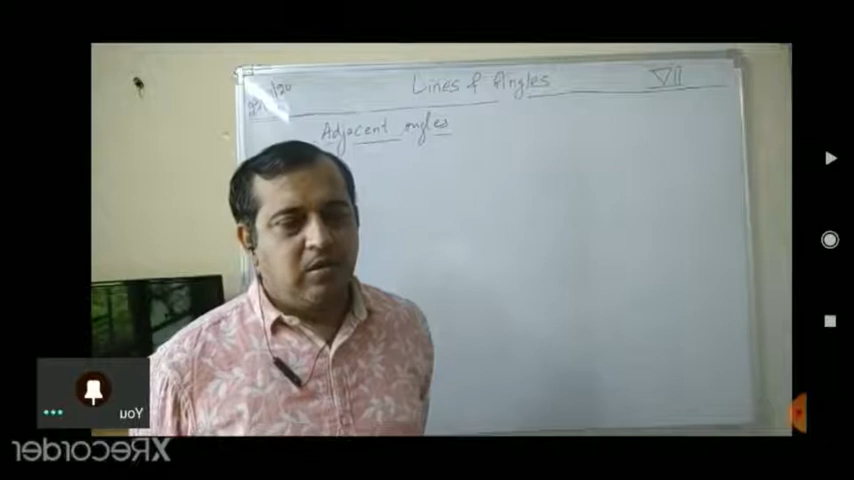 Lines & Angles
VII
Adjacent angles
You
XRecorder